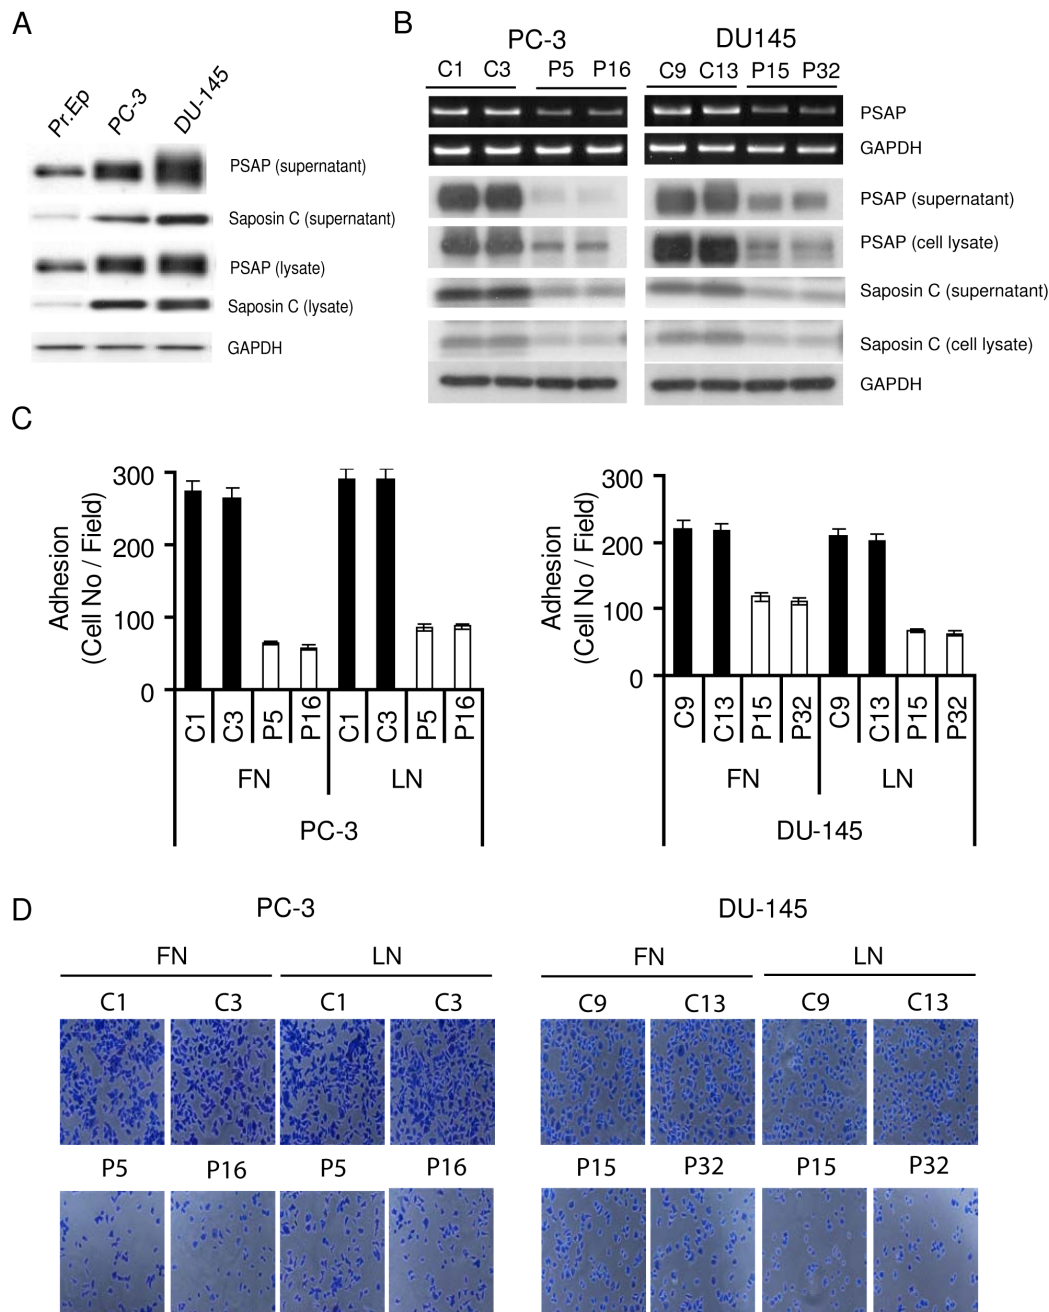 A
Pr.Ep PC-3 DU-145
PSAP (supernatant)
Saposin C (supernatant)
PSAP (lysate)
Saposin C (lysate)
GAPDH
B
PC-3 DU145
C1 C3 P5 P16 C9 C13 P15 P32
PSAP
GAPDH
PSAP (supernatant)
PSAP (cell lysate)
Saposin C (supernatant)
Saposin C (cell lysate)
GAPDH
C
Adhesion
(Cell No / Field)
300
200
100
0
C1 C3 P5 P16 C1 C3 P5 P16
FN LN
PC-3
Adhesion
(Cell No / Field)
300
200
100
0
C9 C13 P15 P32 C9 C13 P15 P32
FN LN
DU-145
D
PC-3 DU-145
FN LN FN LN
C1 C3 C1 C3 C9 C13 C9 C13
P5 P16 P5 P16 P15 P32 P15 P32